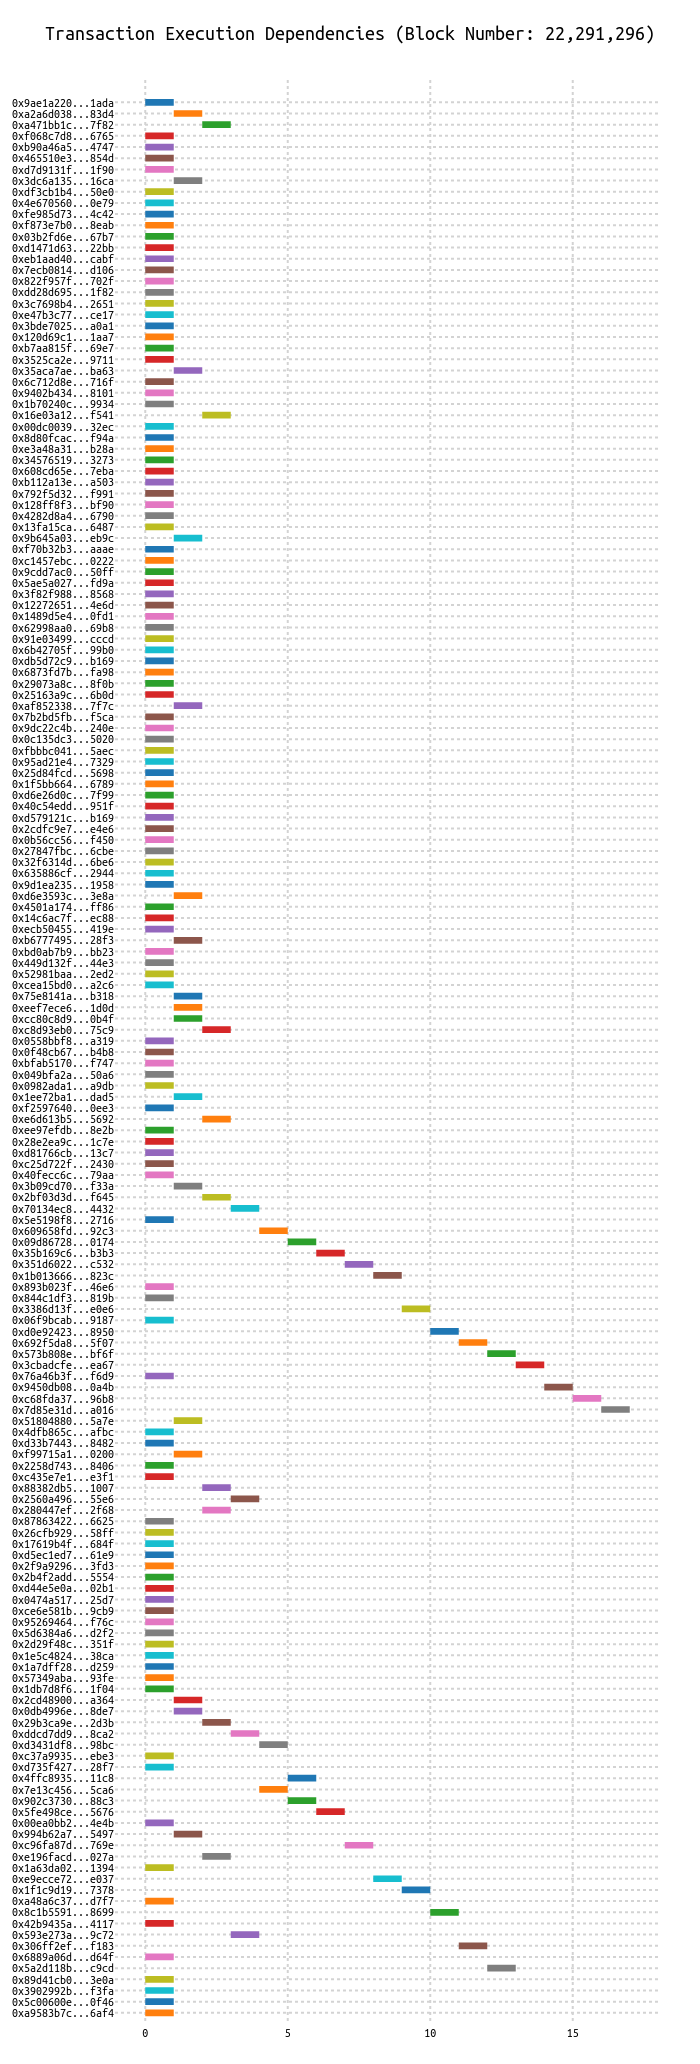 Transaction Execution Dependencies (Block Number: 22,291,296)
0x9ae1a220...1ada
0xa2a6d038...83d4
0xa471bb1c...7f82
0xf068c7d8...6765
0xb90a46a5...4747
0x465510e3...854d
0xd7d9131f...1f90
0x3dc6a135...16ca
0xdf3cb1b4...50e0
0x4e670560...0e79
0xfe985d73...4c42
0xf873e7b0...8eab
0x03b2fd6e...67b7
0xd1471d63...22bb
0xeb1aad40...cabf
0x7ecb0814...d106
0x822f957f...702f
0xdd28d695...1f82
0x3c7698b4...2651
0xe47b3c77...ce17
0x3bde7025...a0a1
0x120d69c1...1aa7
0xb7aa815f...69e7
0x3525ca2e...9711
0x35aca7ae...ba63
0x6c712d8e...716f
0x9402b434...8101
0x1b70240c...9934
0x16e03a12...f541
0x00dc0039...32ec
0x8d80fcac...f94a
0xe3a48a31...b28a
0x34576519...3273
0x608cd65e...7eba
0xb112a13e...a503
0x792f5d32...f991
0x128ff8f3...bf90
0x4282d8a4...6790
0x13fa15ca...6487
0x9b645a03...eb9c
0xf70b32b3...aaae
0xc1457ebc...0222
0x9cdd7ac0...50ff
0x5ae5a027...fd9a
0x3f82f988...8568
0x12272651...4e6d
0x1489d5e4...0fd1
0x62998aa0...69b8
0x91e03499...cccd
0x6b42705f...99b0
0xdb5d72c9...b169
0x6873fd7b...fa98
0x29073a8c...8f0b
0x25163a9c...6b0d
0xaf852338...7f7c
0x7b2bd5fb...f5ca
0x9dc22c4b...240e
0x0c135dc3...5020
0xfbbbc041...5aec
0x95ad21e4...7329
0x25d84fcd...5698
0x1f5bb664...6789
0xd6e26d0c...7f99
0x40c54edd...951f
0xd579121c...b169
0x2cdfc9e7...e4e6
0x0b56cc56...f450
0x27847fbc...6cbe
0x32f6314d...6be6
0x635886cf...2944
0x9d1ea235...1958
0xd6e3593c...3e8a
0x4501a174...ff86
0x14c6ac7f...ec88
0xecb50455...419e
0xb6777495...28f3
0xbd0ab7b9...bb23
0x449d132f...44e3
0x52981baa...2ed2
0xcea15bd0...a2c6
0x75e8141a...b318
0xeef7ece6...1d0d
0xcc80c8d9...0b4f
0xc8d93eb0...75c9
0x0558bbf8...a319
0x0f48cb67...b4b8
0xbfab5170...f747
0x049bfa2a...50a6
0x0982ada1...a9db
0x1ee72ba1...dad5
0xf2597640...0ee3
0xe6d613b5...5692
0xee97efdb...8e2b
0x28e2ea9c...1c7e
0xd81766cb...13c7
0xc25d722f...2430
0x40fecc6c...79aa
0x3b09cd70...f33a
0x2bf03d3d...f645
0x70134ec8...4432
0x5e5198f8...2716
0x609658fd...92c3
0x09d86728...0174
0x35b169c6...b3b3
0x351d6022...c532
0x1b013666...823c
0x893b023f...46e6
0x844c1df3...819b
0x3386d13f...e0e6
0x06f9bcab...9187
0xd0e92423...8950
0x692f5da8...5f07
0x573b808e...bf6f
0x3cbadcfe...ea67
0x76a46b3f...f6d9
0x9450db08...0a4b
0xc68fda37...96b8
0x7d85e31d...a016
0x51804880...5a7e
0x4dfb865c...afbc
0xd33b7443...8482
0xf99715a1...0200
0x2258d743...8406
0xc435e7e1...e3f1
0x88382db5...1007
0x2560a496...55e6
0x280447ef...2f68
0x87863422...6625
0x26cfb929...58ff
0x17619b4f...684f
0xd5ec1ed7...61e9
0x2f9a9296...3fd3
0x2b4f2add...5554
0xd44e5e0a...02b1
0x0474a517...25d7
0xce6e581b...9cb9
0x95269464...f76c
0x5d6384a6...d2f2
0x2d29f48c...351f
0x1e5c4824...38ca
0x1a7dff28...d259
0x57349aba...93fe
0x1db7d8f6...1f04
0x2cd48900...a364
0x0db4996e...8de7
0x29b3ca9e...2d3b
0xddcd7dd9...8ca2
0xd3431df8...98bc
0xc37a9935...ebe3
0xd735f427...28f7
0x4ffc8935...11c8
0x7e13c456...5ca6
0x902c3730...88c3
0x5fe498ce...5676
0x00ea0bb2...4e4b
0x994b62a7...5497
0xc96fa87d...769e
0xe196facd...027a
0x1a63da02...1394
0xe9ecce72...e037
0x1f1c9d19...7378
0xa48a6c37...d7f7
0x8c1b5591...8699
0x42b9435a...4117
0x593e273a...9c72
0x306ff2ef...f183
0x6889a06d...d64f
0x5a2d118b...c9cd
0x89d41cb0...3e0a
0x3902992b...f3fa
0x5c00600e...0f46
0xa9583b7c...6af4
0 5 10 15